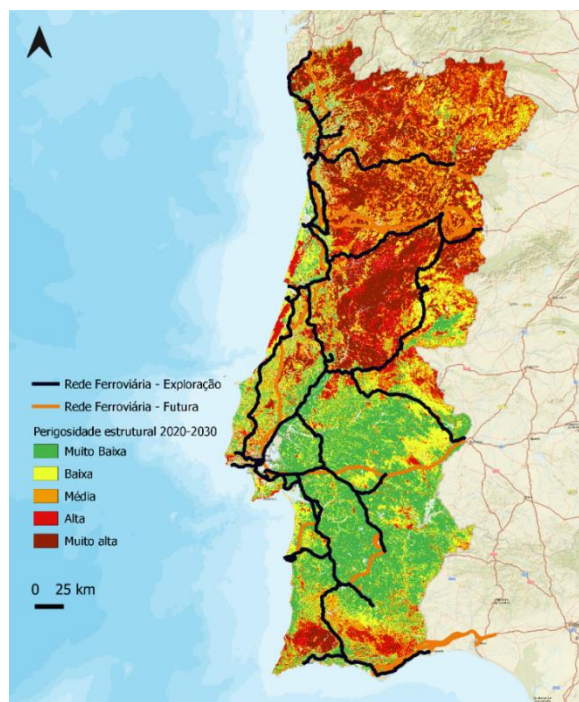 Rede Ferroviária - Exploração
Rede Ferroviária - Futura
Perigosidade estrutural 2020-2030
Muito Baixa
Baixa
Média
Alta
Muito alta
0 25 km